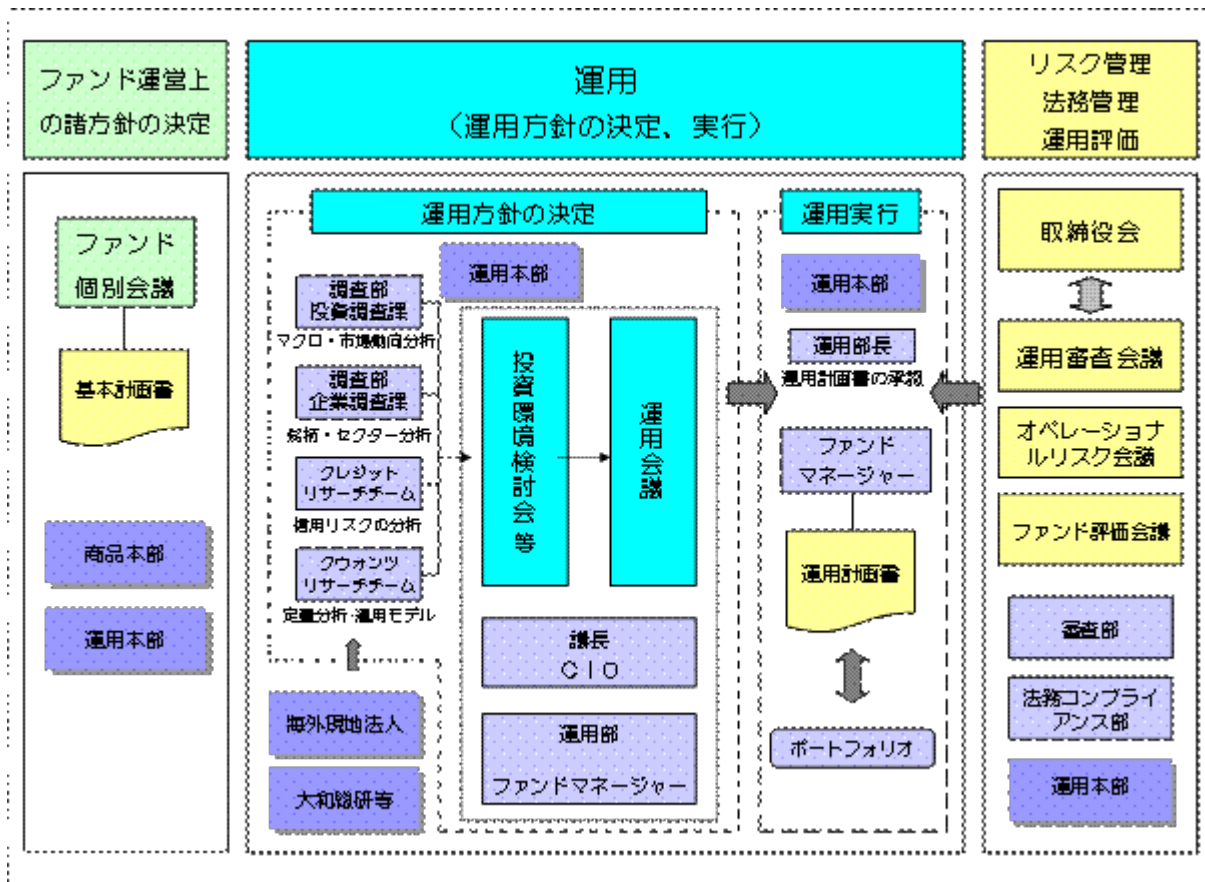 ファンド運営上
の諸方針の決定
運用
(運用方針の決定、実行)
リスク管理
法務管理
運用評価
ファンド
個別会議
基本計画書
商品本部
運用本部
運用方針の決定
運用本部
調査部
投資調査課
マクロ・市場動向分析
調査部
企業調査課
銘柄・セクター分析
クレジット
リサーチチーム
信用リスクの分析
クウォンツ
リサーチチーム
定量分析・運用モデル
海外現地法人
大和総研等
投資環境検討会等
運用会議
議長
CIO
運用部
ファンドマネージャー
運用実行
運用本部
運用部長
運用計画書の承認
ファンド
マネージャー
運用計画書
ポートフォリオ
取締役会
運用審査会議
オペレーショナ
ルリスク会議
ファンド評価会議
審査部
法務コンプライ
アンス部
運用本部